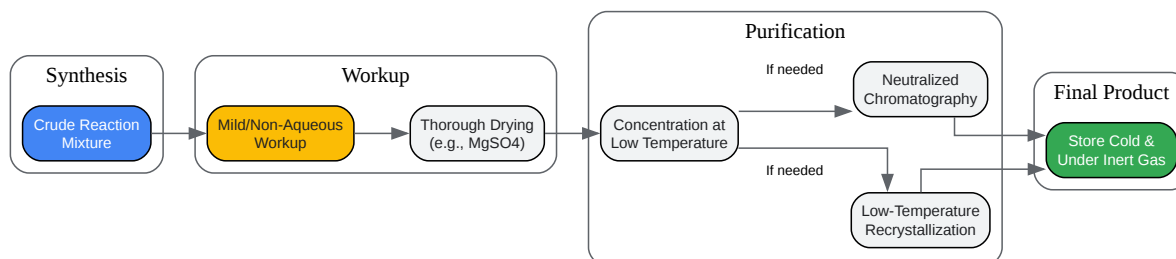 Synthesis
Crude Reaction
Mixture
Workup
Mild/Non-Aqueous
Workup
Thorough Drying
(e.g., MgSO4)
Purification
Concentration at
Low Temperature
If needed
Neutralized
Chromatography
If needed
Low-Temperature
Recrystallization
Final Product
Store Cold &
Under Inert Gas